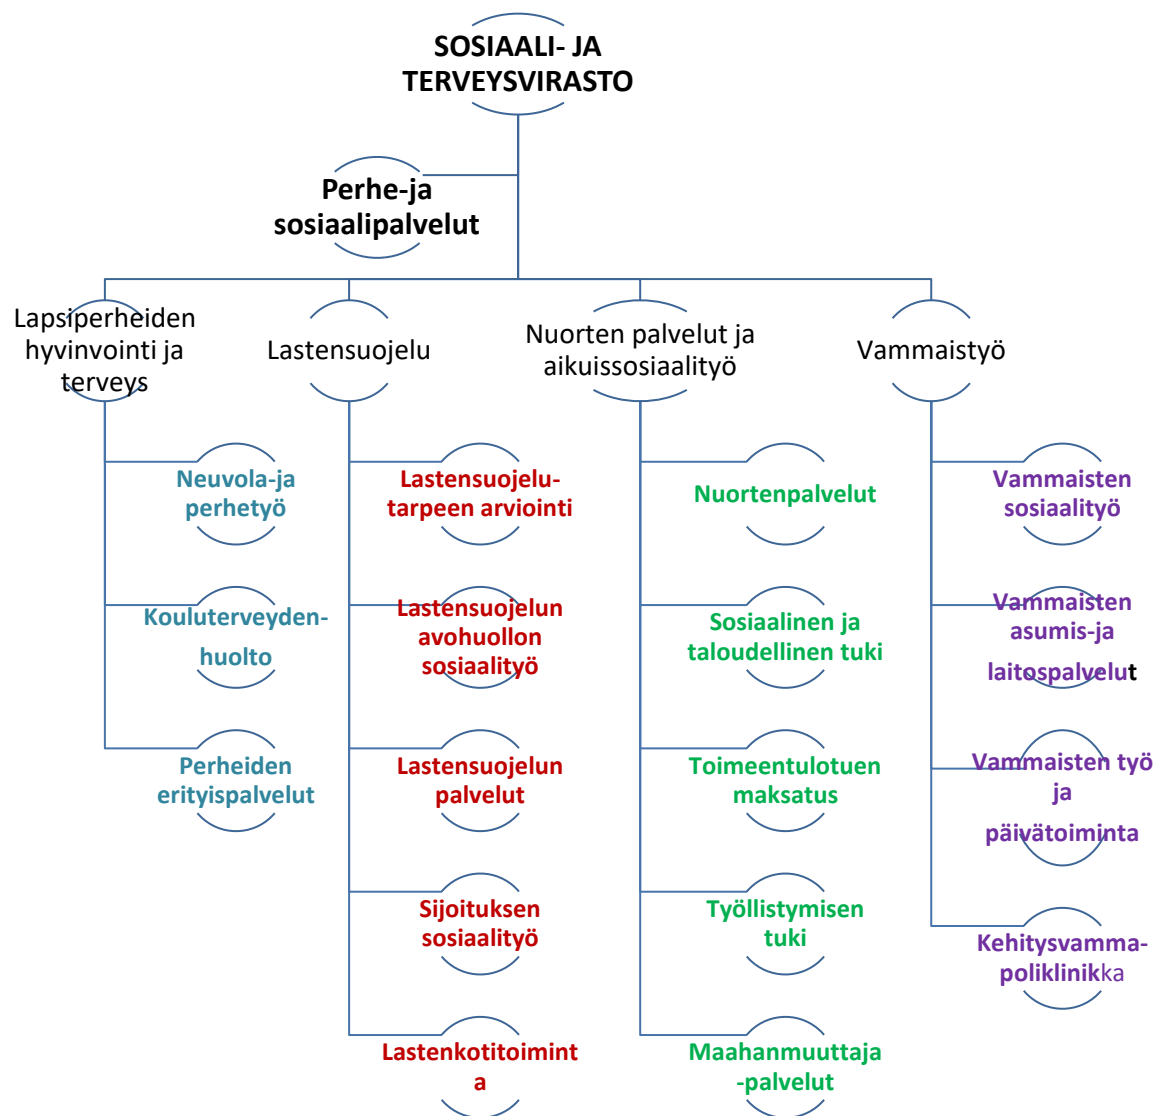 SOSIAALI- JA
TERVEYSVIRASTO
Perhe-ja
sosiaalipalvelut
Lapsiperheiden
hyvinvointi ja
terveys
Neuvola-ja
perhetyö
Kouluterveyden-
huolto
Perheiden
erityispalvelut
Lastensuojelu
Lastensuojelu-
tarpeen arviointi
Lastensuojelun
avohuollon
sosiaalityö
Lastensuojelun
palvelut
Sijoituksen
sosiaalityö
Lastenkotitoimint
a
Nuorten palvelut ja
aikuissosiaalityö
Nuortenpalvelut
Sosiaalinen ja
taloudellinen tuki
Toimeentulotuen
maksatus
Työllistymisen
tuki
Maahanmuuttaja
-palvelut
Vammaistyö
Vammaisten
sosiaalityö
Vammaisten
asumis-ja
laitospalvelut
Vammaisten työ
ja
päivätoiminta
Kehitysvamma-
poliklinikka